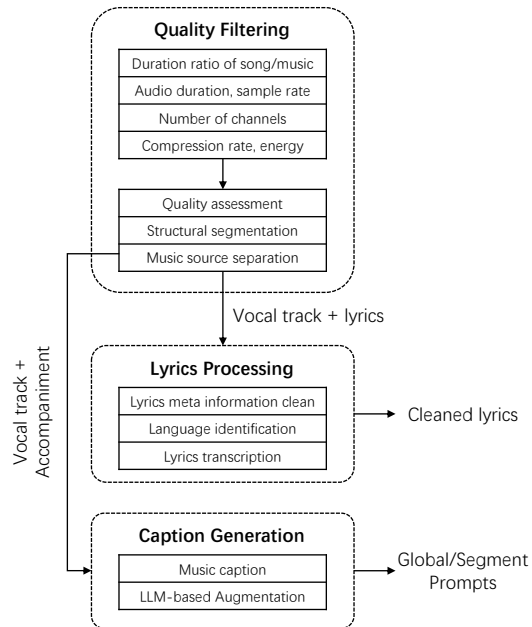 Quality Filtering
Duration ratio of song/music
Audio duration, sample rate
Number of channels
Compression rate, energy
Quality assessment
Structural segmentation
Music source separation
Vocal track + lyrics
Vocal track +
Accompaniment
Lyrics Processing
Lyrics meta information clean
Language identification
Lyrics transcription
Cleaned lyrics
Caption Generation
Music caption
LLM-based Augmentation
Global/Segment
Prompts